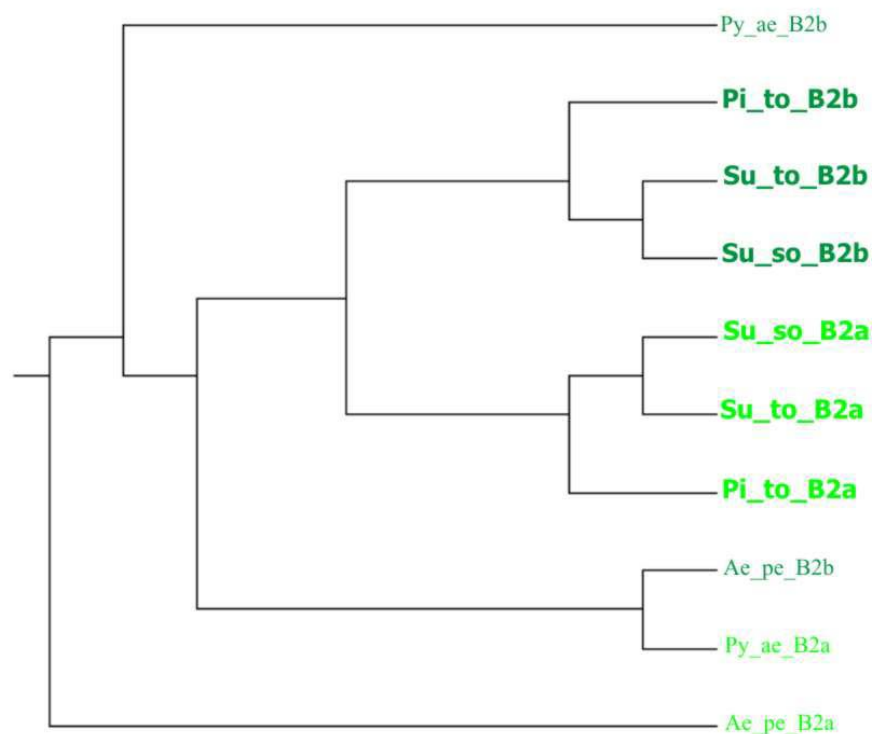 Py_ae_B2b
Pi_to_B2b
Su_to_B2b
Su_so_B2b
Su_so_B2a
Su_to_B2a
Pi_to_B2a
Ae_pe_B2b
Py_ae_B2a
Ae_pe_B2a